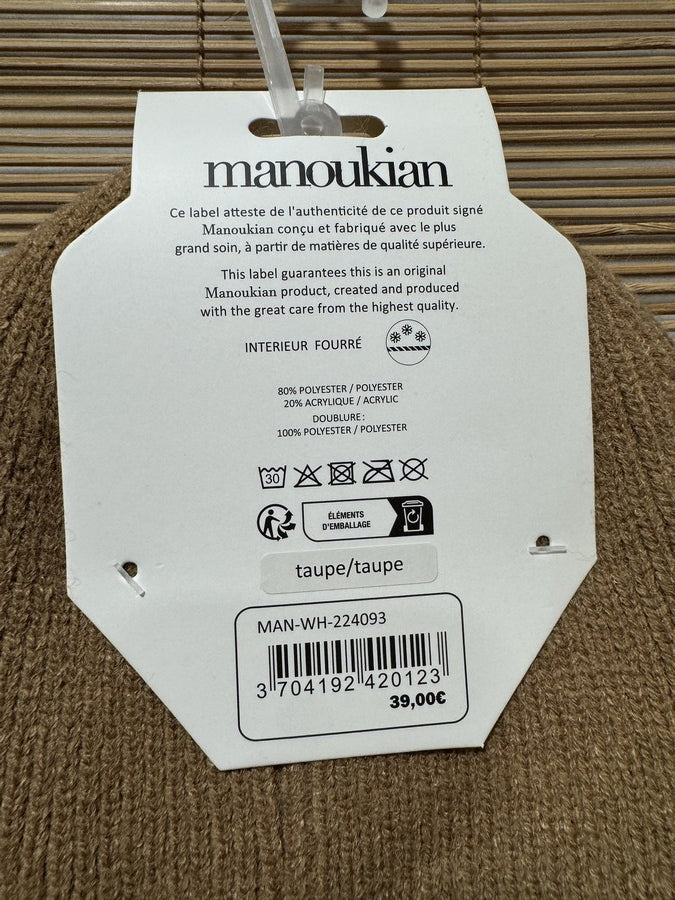 manoukian
Ce label atteste de l'authenticité de ce produit signé
Manoukian conçu et fabriqué avec le plus
grand soin, à partir de matières de qualité supérieure.
This label guarantees this is an original
Manoukian product, created and produced
with the great care from the highest quality.
INTERIEUR FOURRÉ
80% POLYESTER / POLYESTER
20% ACRYLIQUE / ACRYLIC
DOUBLURE :
100% POLYESTER / POLYESTER
30
ÉLÉMENTS
D'EMBALLAGE
taupe/taupe
MAN-WH-224093
3 704192 420123
39,00€